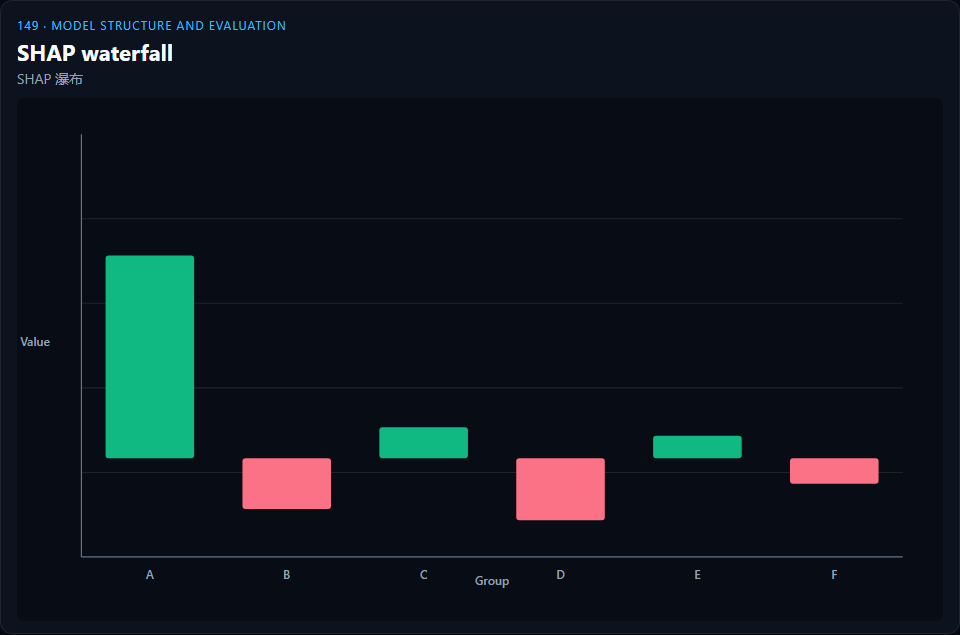 149 · MODEL STRUCTURE AND EVALUATION
SHAP waterfall
SHAP 瀑布
Value
A
B
C
D
E
F
Group